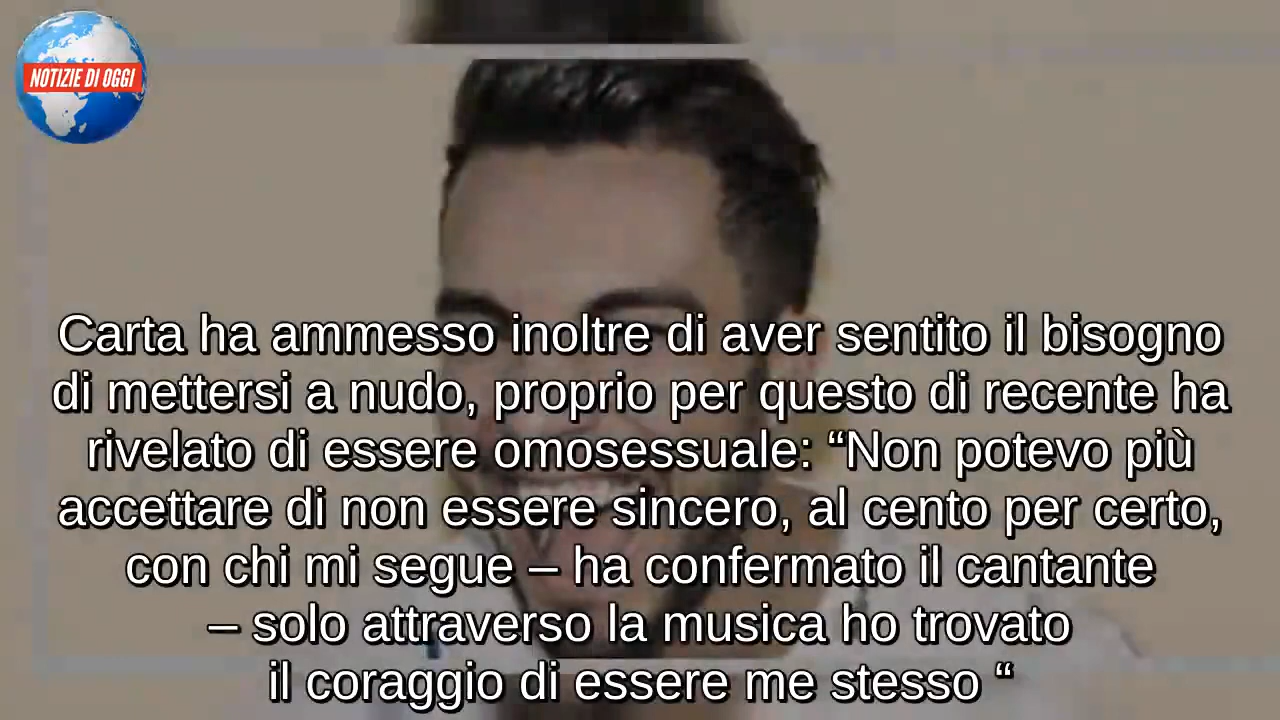 NOTIZIE DI OGGI
Carta ha ammesso inoltre di aver sentito il bisogno
di mettersi a nudo, proprio per questo di recente ha
rivelato di essere omosessuale: “Non potevo più
accettare di non essere sincero, al cento per certo,
con chi mi segue – ha confermato il cantante
– solo attraverso la musica ho trovato
il coraggio di essere me stesso “